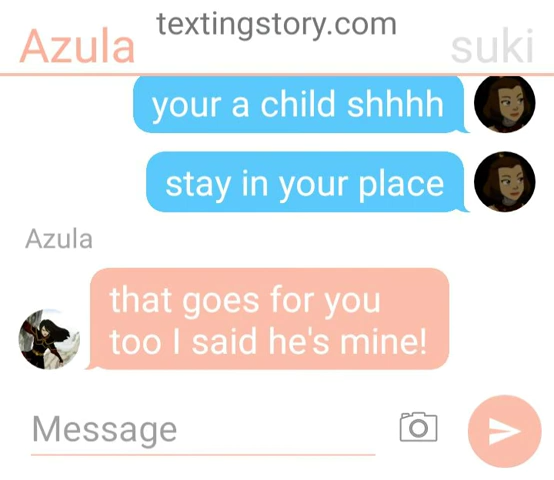 textingstory.com
Azula
suki
your a child shhhh
stay in your place
Azula
that goes for you
too I said he's mine!
Message